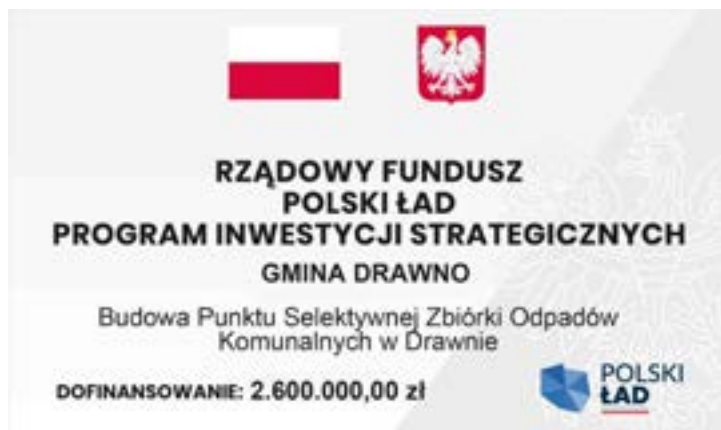 RZĄDOWY FUNDUSZ
POLSKI ŁAD
PROGRAM INWESTYCJI STRATEGICZNYCH
GMINA DRAWNO
Budowa Punktu Selektywnej Zbiórki Odpadów
Komunalnych w Drawnie
DOFINANSOWANIE: 2.600.000,00 zł
POLSKI
ŁAD